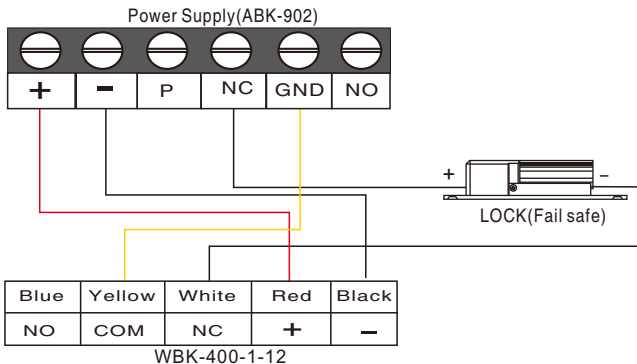 Power Supply(ABK-902)
+ − P NC GND NO
+ −
LOCK(Fail safe)
Blue Yellow White Red Black
NO COM NC + −
WBK-400-1-12